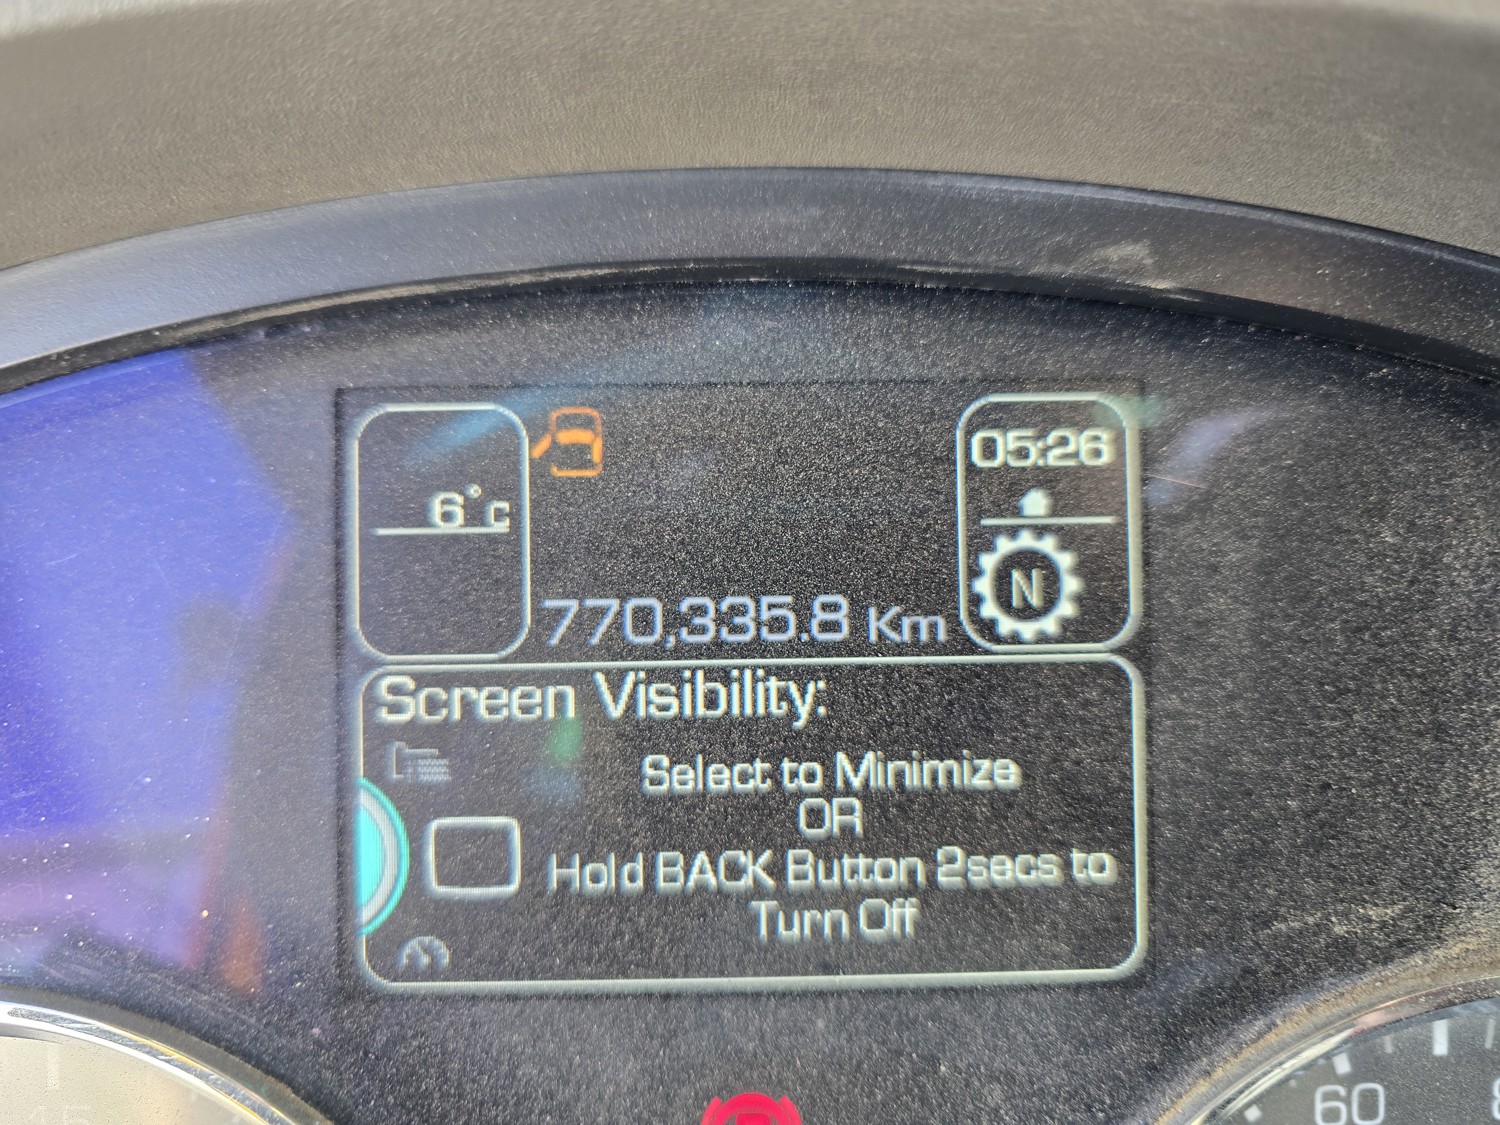 6°c
05:26
N
770,335.8 Km
Screen Visibility:
Select to Minimize
OR
Hold BACK Button 2secs to
Turn Off
60